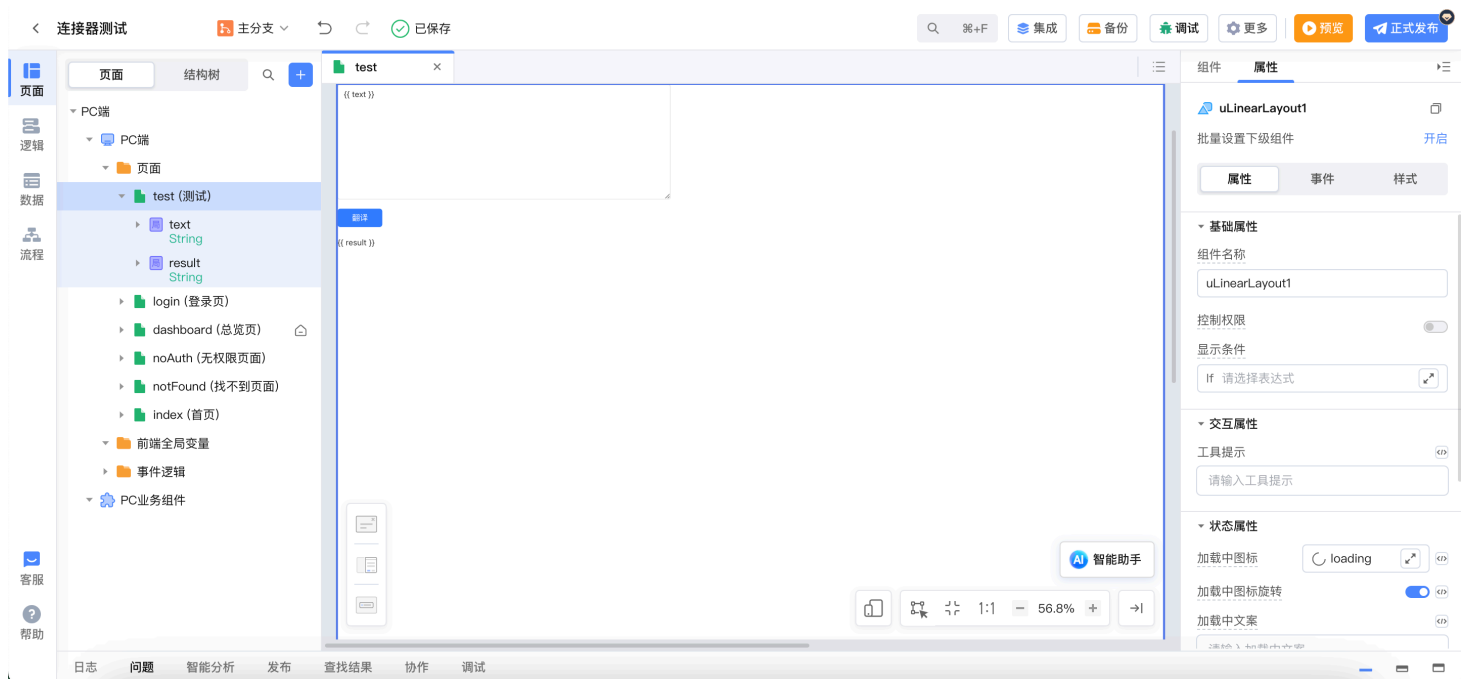 连接器测试
主分支
已保存
⌘+F
集成
备份
调试
更多
预览
正式发布
页面
逻辑
数据
流程
客服
帮助
页面
结构树
PC端
PC端
页面
test (测试)
局
text
String
局
result
String
login (登录页)
dashboard (总览页)
noAuth (无权限页面)
notFound (找不到页面)
index (首页)
前端全局变量
事件逻辑
PC业务组件
test
{{ text }}
翻译
{{ result }}
AI 智能助手
1:1
56.8%
组件
属性
uLinearLayout1
批量设置下级组件
开启
属性
事件
样式
基础属性
组件名称
uLinearLayout1
控制权限
显示条件
If 请选择表达式
交互属性
工具提示
请输入工具提示
状态属性
加载中图标
loading
加载中图标旋转
加载中文案
请输入加载中文案
日志
问题
智能分析
发布
查找结果
协作
调试